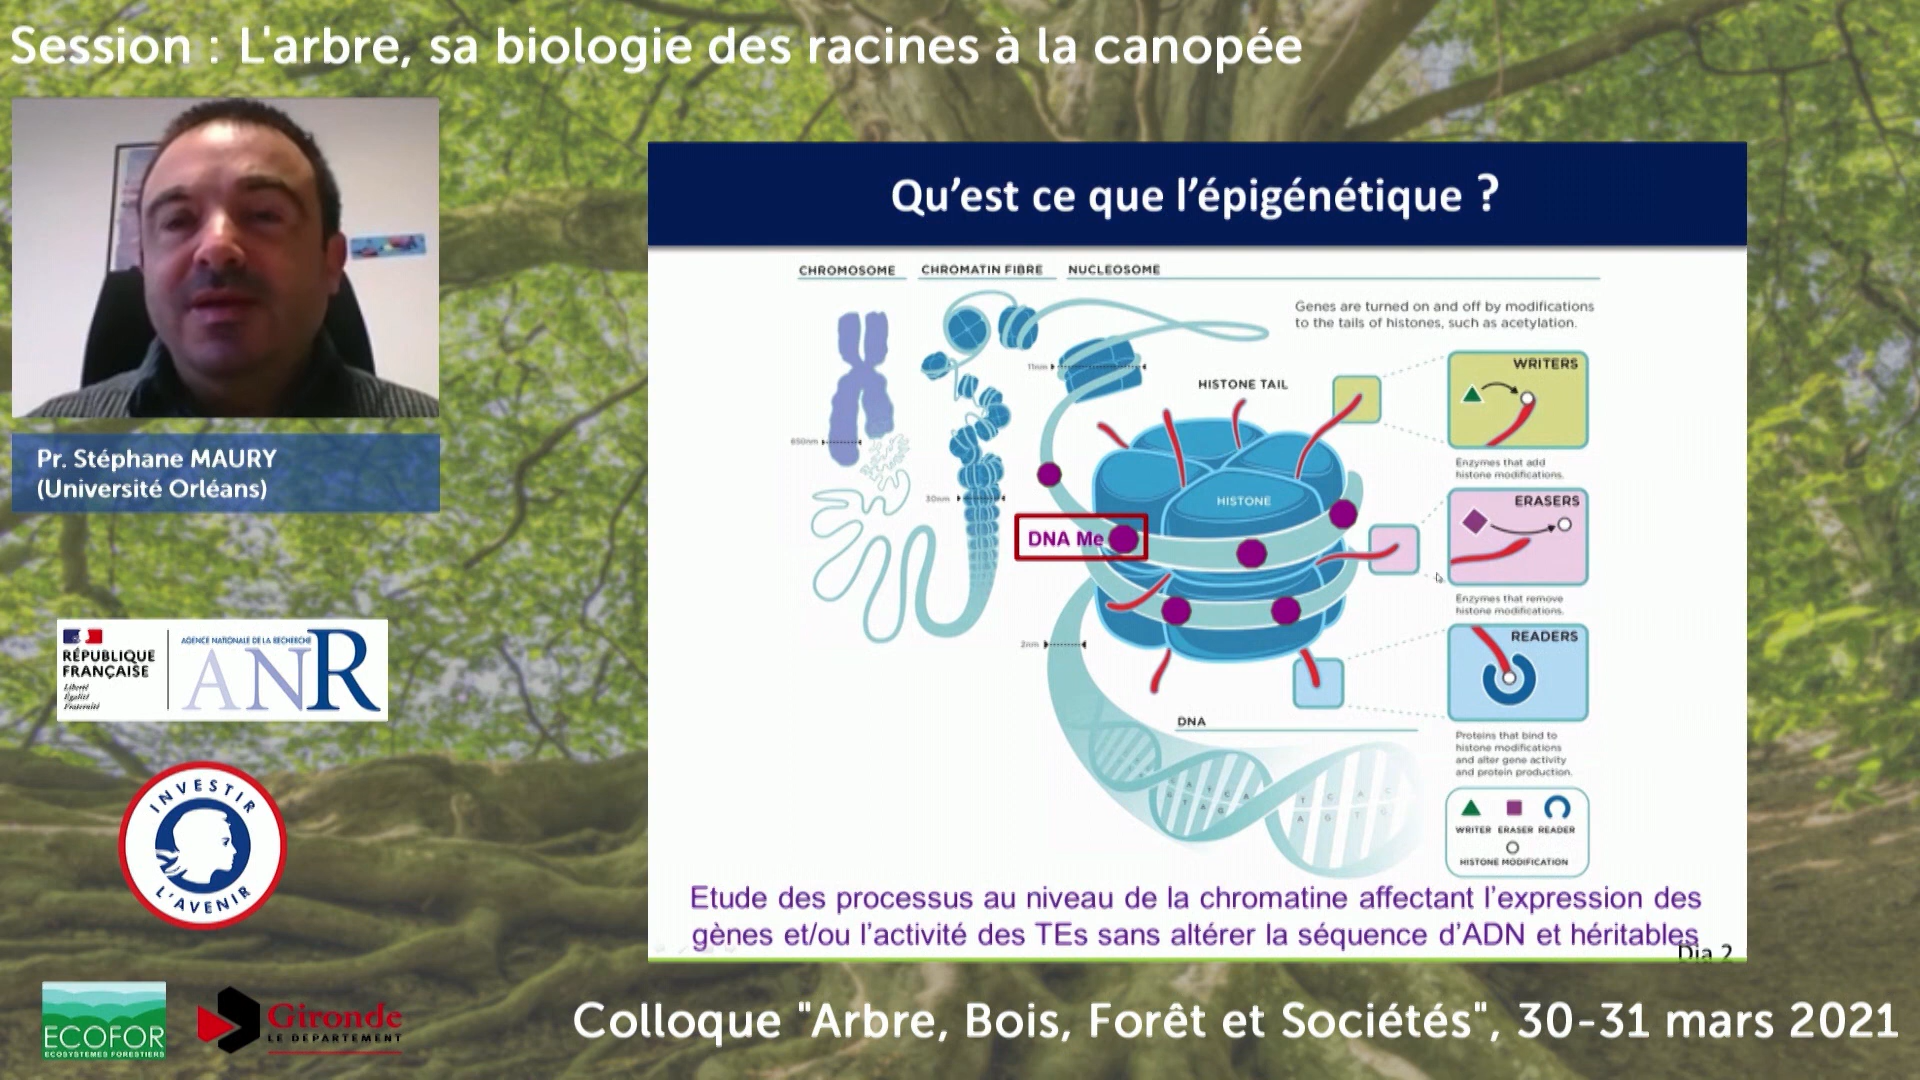 Session : L'arbre, sa biologie des racines à la canopée
Pr. Stéphane MAURY
(Université Orléans)
RÉPUBLIQUE
FRANÇAISE
Liberté
Égalité
Fraternité
AGENCE NATIONALE DE LA RECHERCHE
ANR
INVESTIR
L'AVENIR
ECOFOR
ECOSYSTEMES FORESTIERS
Gironde
LE DEPARTEMENT
Qu'est ce que l'épigénétique ?
CHROMOSOME
CHROMATIN FIBRE
NUCLEOSOME
Genes are turned on and off by modifications
to the tails of histones, such as acetylation.
11nm
HISTONE TAIL
WRITERS
650nm
Enzymes that add
histone modifications.
30nm
HISTONE
ERASERS
DNA Me
Enzymes that remove
histone modifications.
2nm
READERS
DNA
Proteins that bind to
histone modifications
and alter gene activity
and protein production.
WRITER ERASER READER
HISTONE MODIFICATION
Etude des processus au niveau de la chromatine affectant l'expression des
gènes et/ou l'activité des TEs sans altérer la séquence d'ADN et héritables
Dia 2
Colloque "Arbre, Bois, Forêt et Sociétés", 30-31 mars 2021